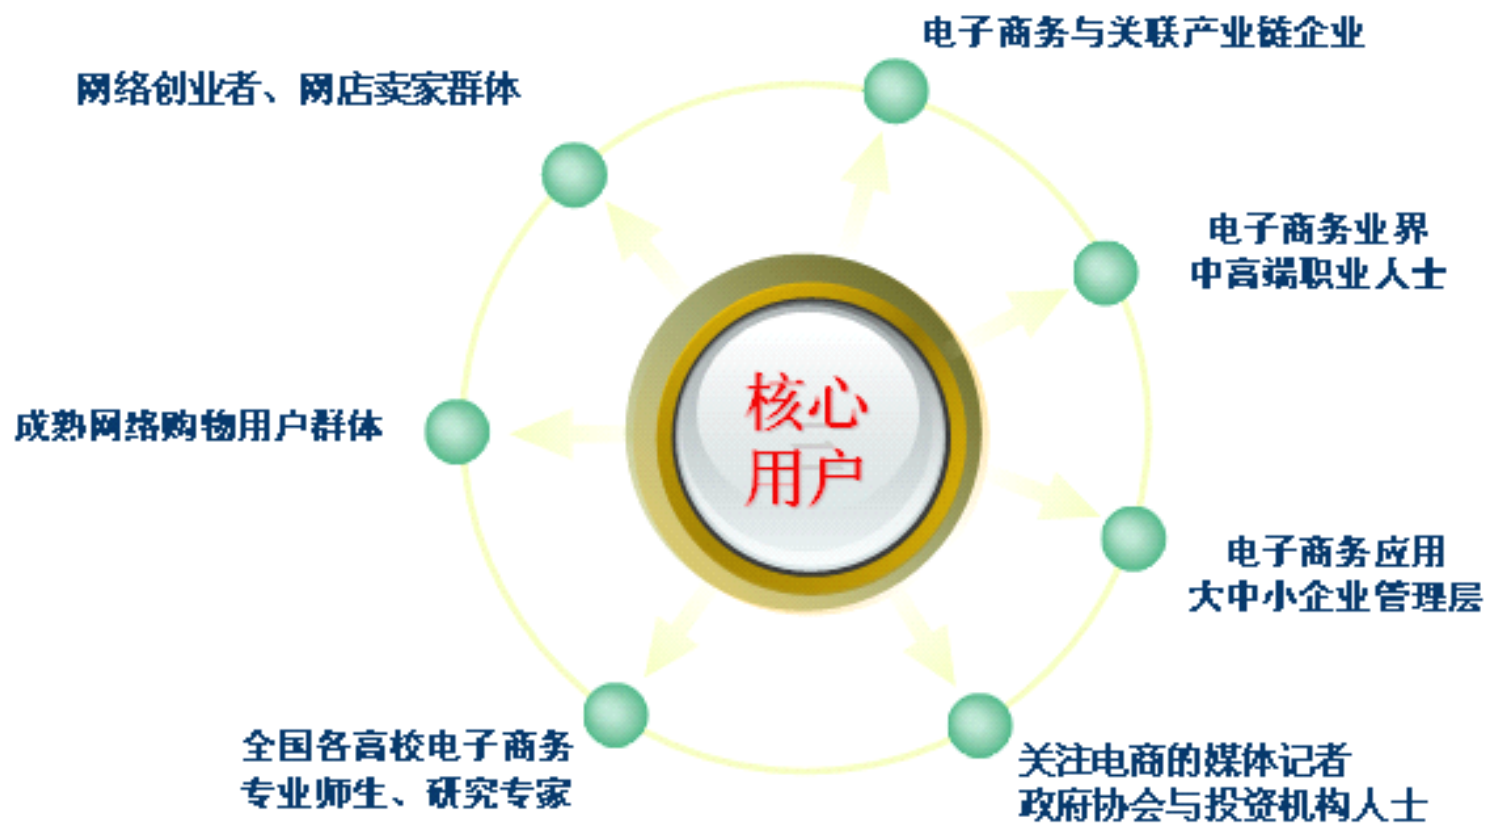 电子商务与关联产业链企业
网络创业者、网店卖家群体
电子商务业界
中高端职业人士
核心
用户
成熟网络购物用户群体
电子商务应用
大中小企业管理层
全国各高校电子商务
专业师生、研究专家
关注电商的媒体记者
政府协会与投资机构人士